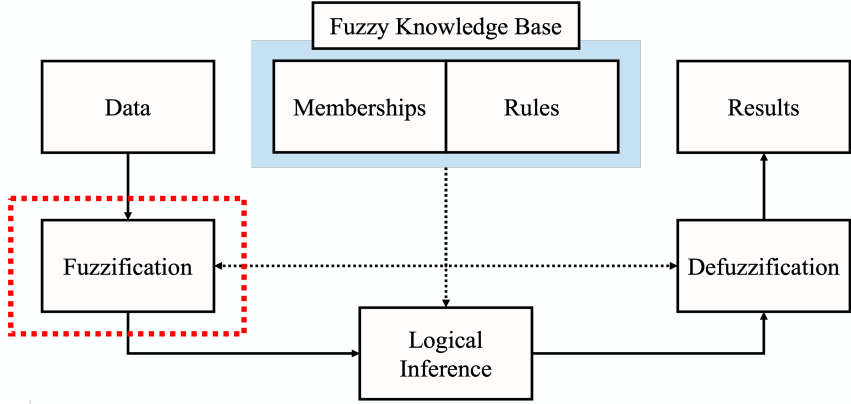 Fuzzy Knowledge Base
Data
Memberships
Rules
Results
Fuzzification
Defuzzification
Logical
Inference